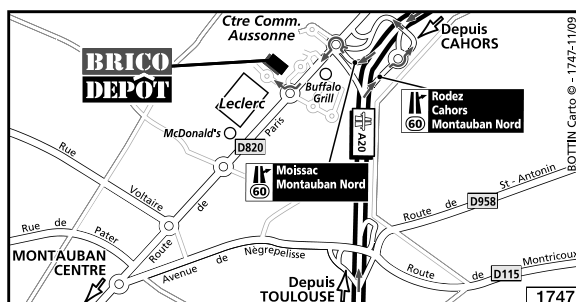 Ctre Comm.
Aussonne
Depuis
CAHORS
BRICO
DEPÔT
Leclerc
Buffalo
Grill
Rodez
Cahors
Montauban Nord
60
McDonald's
Paris
D820
A20
Moissac
Montauban Nord
60
BOTTIN Carto © - 1747-11/09
Rue
Voltaire
de
Route
Route de St - Antonin
D958
Rue de
Pater
MONTAUBAN
CENTRE
Avenue de Nègrepelisse
Route de Montricoux
D115
Depuis
TOULOUSE
1747